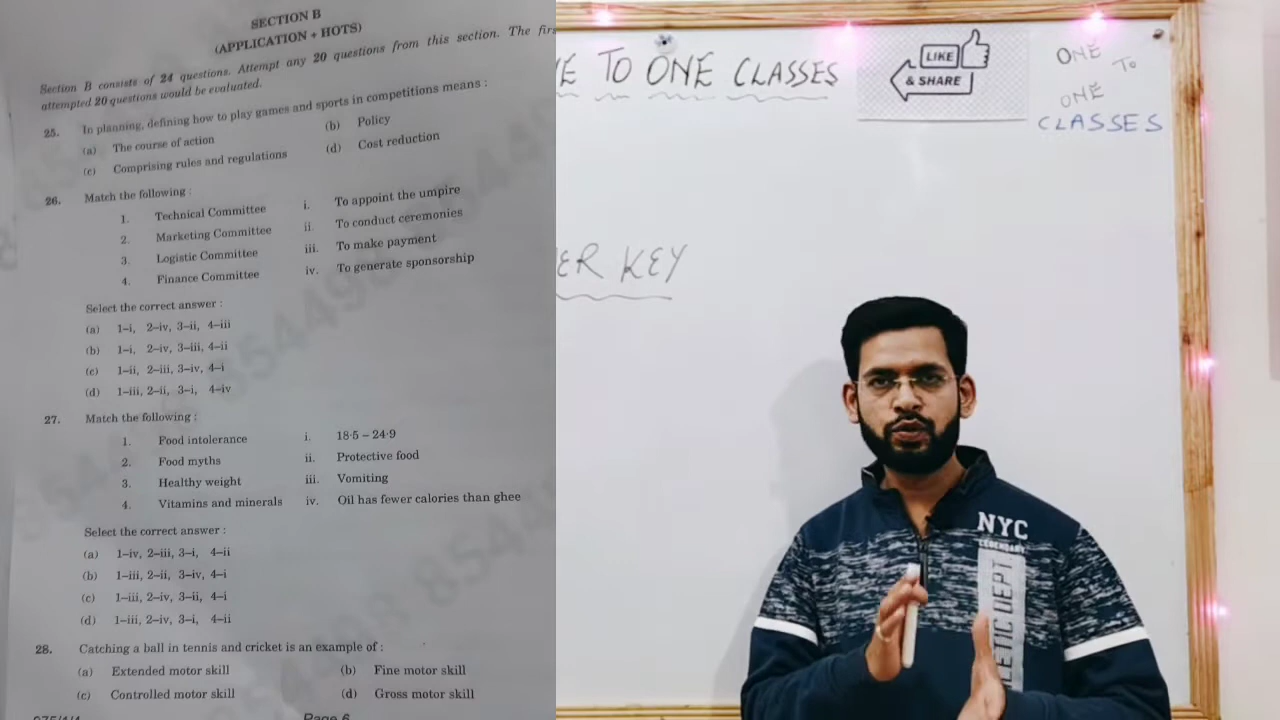 SECTION B
(APPLICATION + HOTS)
Section B consists of 24 questions. Attempt any 20 questions from this section. The
attempted 20 questions would be evaluated.
25. In planning, defining how to play games and sports in competitions means :
(a) The course of action (b) Policy
(c) Comprising rules and regulations (d) Cost reduction
26. Match the following :
1. Technical Committee i. To appoint the umpire
2. Marketing Committee ii. To conduct ceremonies
3. Logistic Committee iii. To make payment
4. Finance Committee iv. To generate sponsorship
Select the correct answer :
(a) 1–i, 2–iv, 3–ii, 4–iii
(b) 1–i, 2–iv, 3–iii, 4–ii
(c) 1–ii, 2–iii, 3–iv, 4–i
(d) 1–iii, 2–ii, 3–i, 4–iv
27. Match the following :
1. Food intolerance i. 18·5 – 24·9
2. Food myths ii. Protective food
3. Healthy weight iii. Vomiting
4. Vitamins and minerals iv. Oil has fewer calories than ghee
Select the correct answer :
(a) 1–iv, 2–iii, 3–i, 4–ii
(b) 1–iii, 2–ii, 3–iv, 4–i
(c) 1–iii, 2–iv, 3–ii, 4–i
(d) 1–iii, 2–iv, 3–i, 4–ii
28. Catching a ball in tennis and cricket is an example of :
(a) Extended motor skill (b) Fine motor skill
(c) Controlled motor skill (d) Gross motor skill
Page 6
TO ONE CLASSES
LIKE
& SHARE
ONE TO
ONE
CLASSES
KEY
NYC
LEGENDARY
DEPT